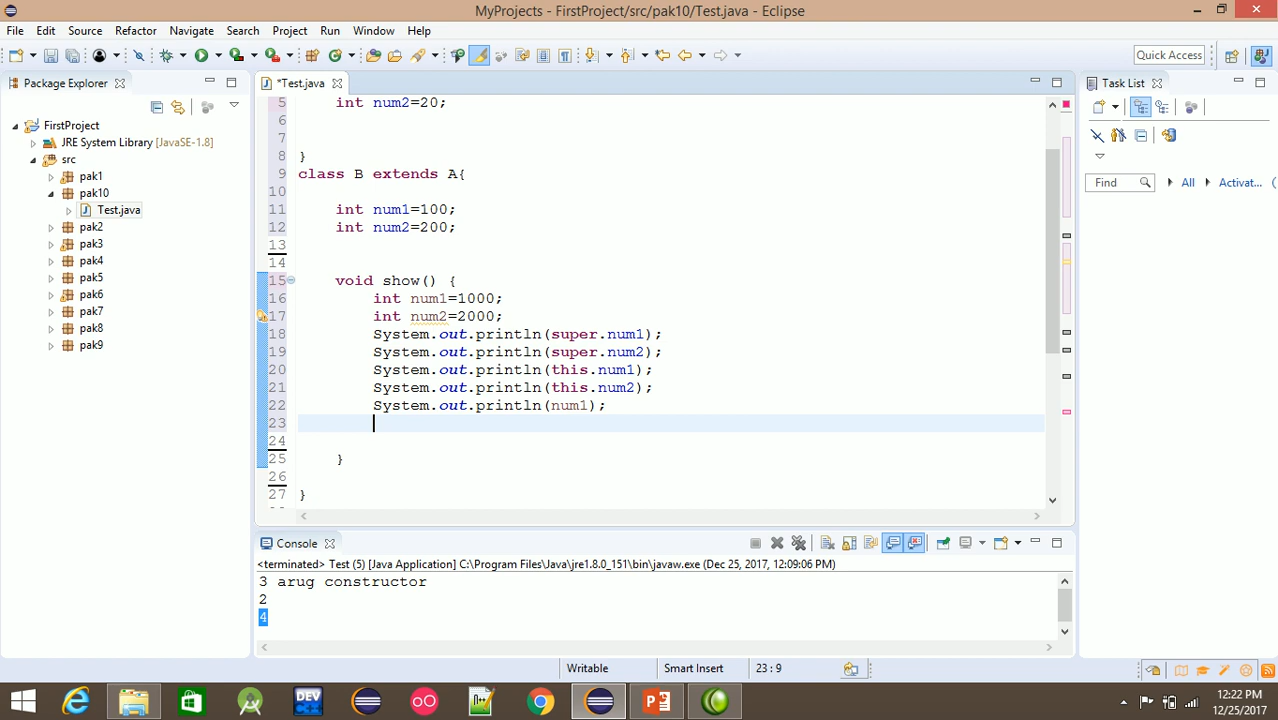 MyProjects - FirstProject/src/pak10/Test.java - Eclipse
File Edit Source Refactor Navigate Search Project Run Window Help
Quick Access
Package Explorer
*Test.java
Task List
FirstProject
JRE System Library [JavaSE-1.8]
src
pak1
pak10
Test.java
pak2
pak3
pak4
pak5
pak6
pak7
pak8
pak9
5 int num2=20;
6
7
8 }
9 class B extends A{
10
11 int num1=100;
12 int num2=200;
13
14
15 void show() {
16 int num1=1000;
17 int num2=2000;
18 System.out.println(super.num1);
19 System.out.println(super.num2);
20 System.out.println(this.num1);
21 System.out.println(this.num2);
22 System.out.println(num1);
23
24
25 }
26
27 }
Find All Activat...
Console
<terminated> Test (5) [Java Application] C:\Program Files\Java\jre1.8.0_151\bin\javaw.exe (Dec 25, 2017, 12:09:06 PM)
3 arug constructor
2
4
Writable Smart Insert 23 : 9
DEV
12:22 PM
12/25/2017